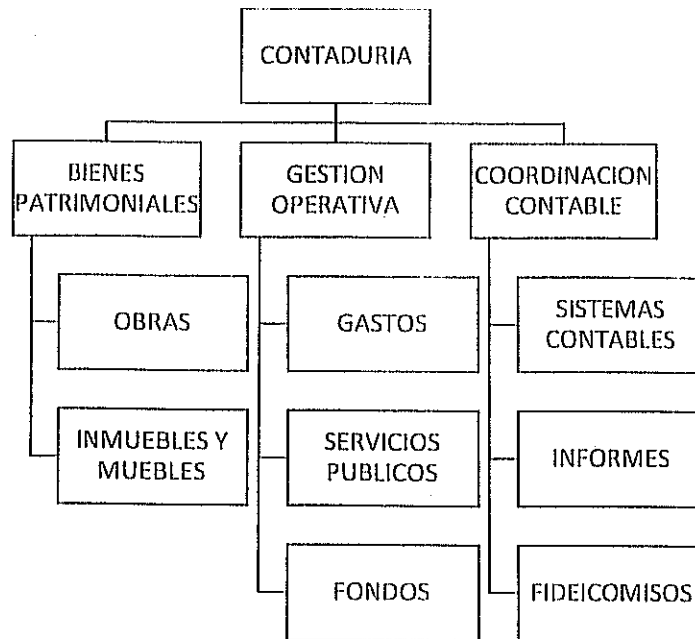 CONTADURIA
BIENES
PATRIMONIALES
GESTION
OPERATIVA
COORDINACION
CONTABLE
OBRAS
GASTOS
SISTEMAS
CONTABLES
INMUEBLES Y
MUEBLES
SERVICIOS
PUBLICOS
INFORMES
FONDOS
FIDEICOMISOS